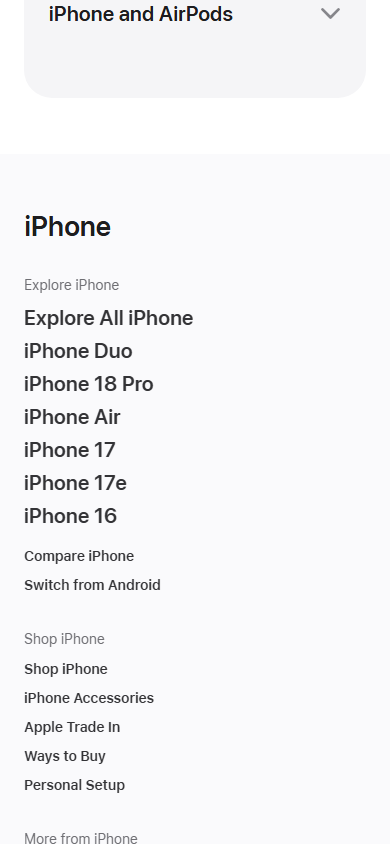 iPhone and AirPods
iPhone
Explore iPhone
Explore All iPhone
iPhone Duo
iPhone 18 Pro
iPhone Air
iPhone 17
iPhone 17e
iPhone 16
Compare iPhone
Switch from Android
Shop iPhone
Shop iPhone
iPhone Accessories
Apple Trade In
Ways to Buy
Personal Setup
More from iPhone